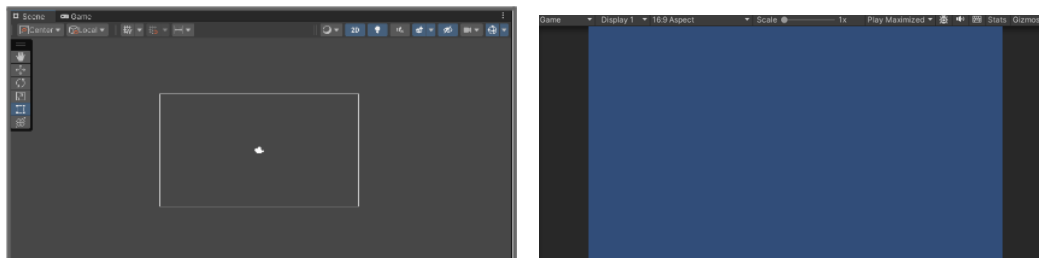 Scene Game
Center Local 2D
Game Display 1 16:9 Aspect Scale 1x Play Maximized Stats Gizmos